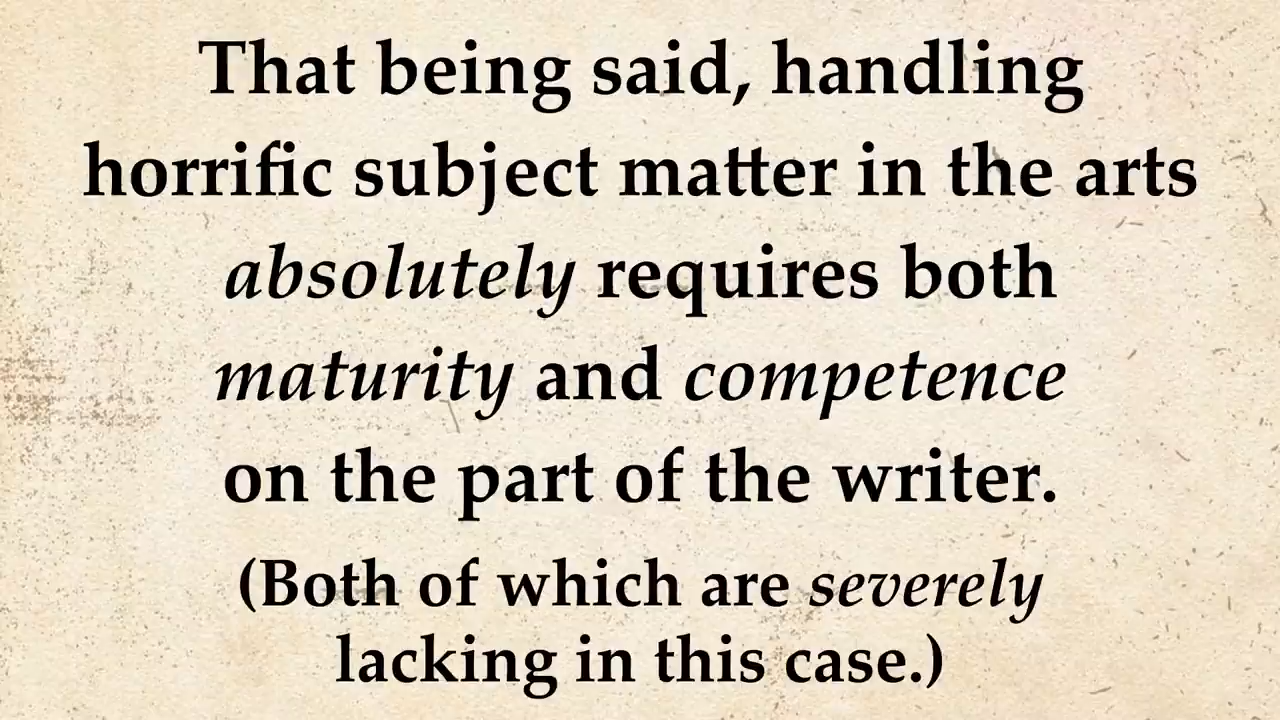 That being said, handling
horrific subject matter in the arts
absolutely requires both
maturity and competence
on the part of the writer.
(Both of which are severely
lacking in this case.)